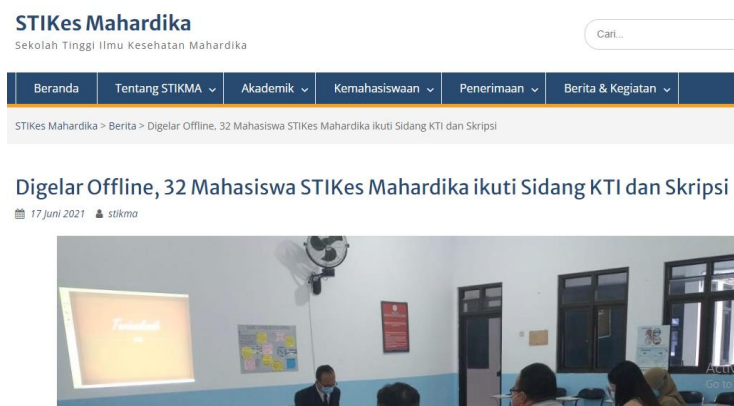 STIKes Mahardika
Sekolah Tinggi Ilmu Kesehatan Mahardika
Cari...
Beranda Tentang STIKMA Akademik Kemahasiswaan Penerimaan Berita & Kegiatan
STIKes Mahardika > Berita > Digelar Offline, 32 Mahasiswa STIKes Mahardika ikuti Sidang KTI dan Skripsi
Digelar Offline, 32 Mahasiswa STIKes Mahardika ikuti Sidang KTI dan Skripsi
17 Juni 2021 stikma
Go to